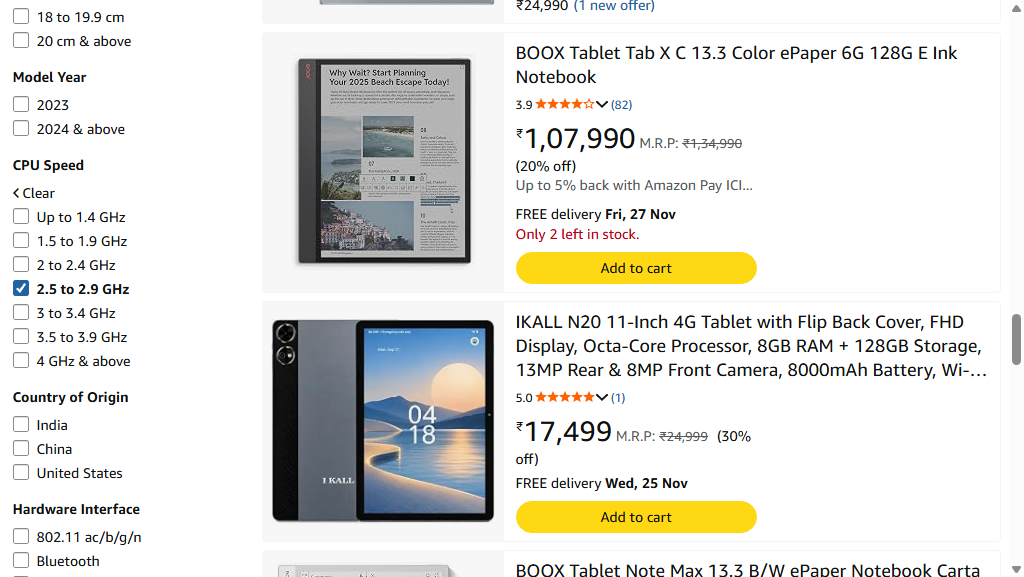 18 to 19.9 cm
20 cm & above
Model Year
2023
2024 & above
CPU Speed
Clear
Up to 1.4 GHz
1.5 to 1.9 GHz
2 to 2.4 GHz
2.5 to 2.9 GHz
3 to 3.4 GHz
3.5 to 3.9 GHz
4 GHz & above
Country of Origin
India
China
United States
Hardware Interface
802.11 ac/b/g/n
Bluetooth
₹24,990 (1 new offer)
BOOX
Why Wait? Start Planning
Your 2025 Beach Escape Today!
BOOX Tablet Tab X C 13.3 Color ePaper 6G 128G E Ink
Notebook
3.9 (82)
₹1,07,990 M.R.P: ₹1,34,990
(20% off)
Up to 5% back with Amazon Pay ICI...
FREE delivery Fri, 27 Nov
Only 2 left in stock.
Add to cart
04
18
I KALL
IKALL N20 11-Inch 4G Tablet with Flip Back Cover, FHD
Display, Octa-Core Processor, 8GB RAM + 128GB Storage,
13MP Rear & 8MP Front Camera, 8000mAh Battery, Wi-...
5.0 (1)
₹17,499 M.R.P: ₹24,999 (30%
off)
FREE delivery Wed, 25 Nov
Add to cart
BOOX Tablet Note Max 13.3 B/W ePaper Notebook Carta